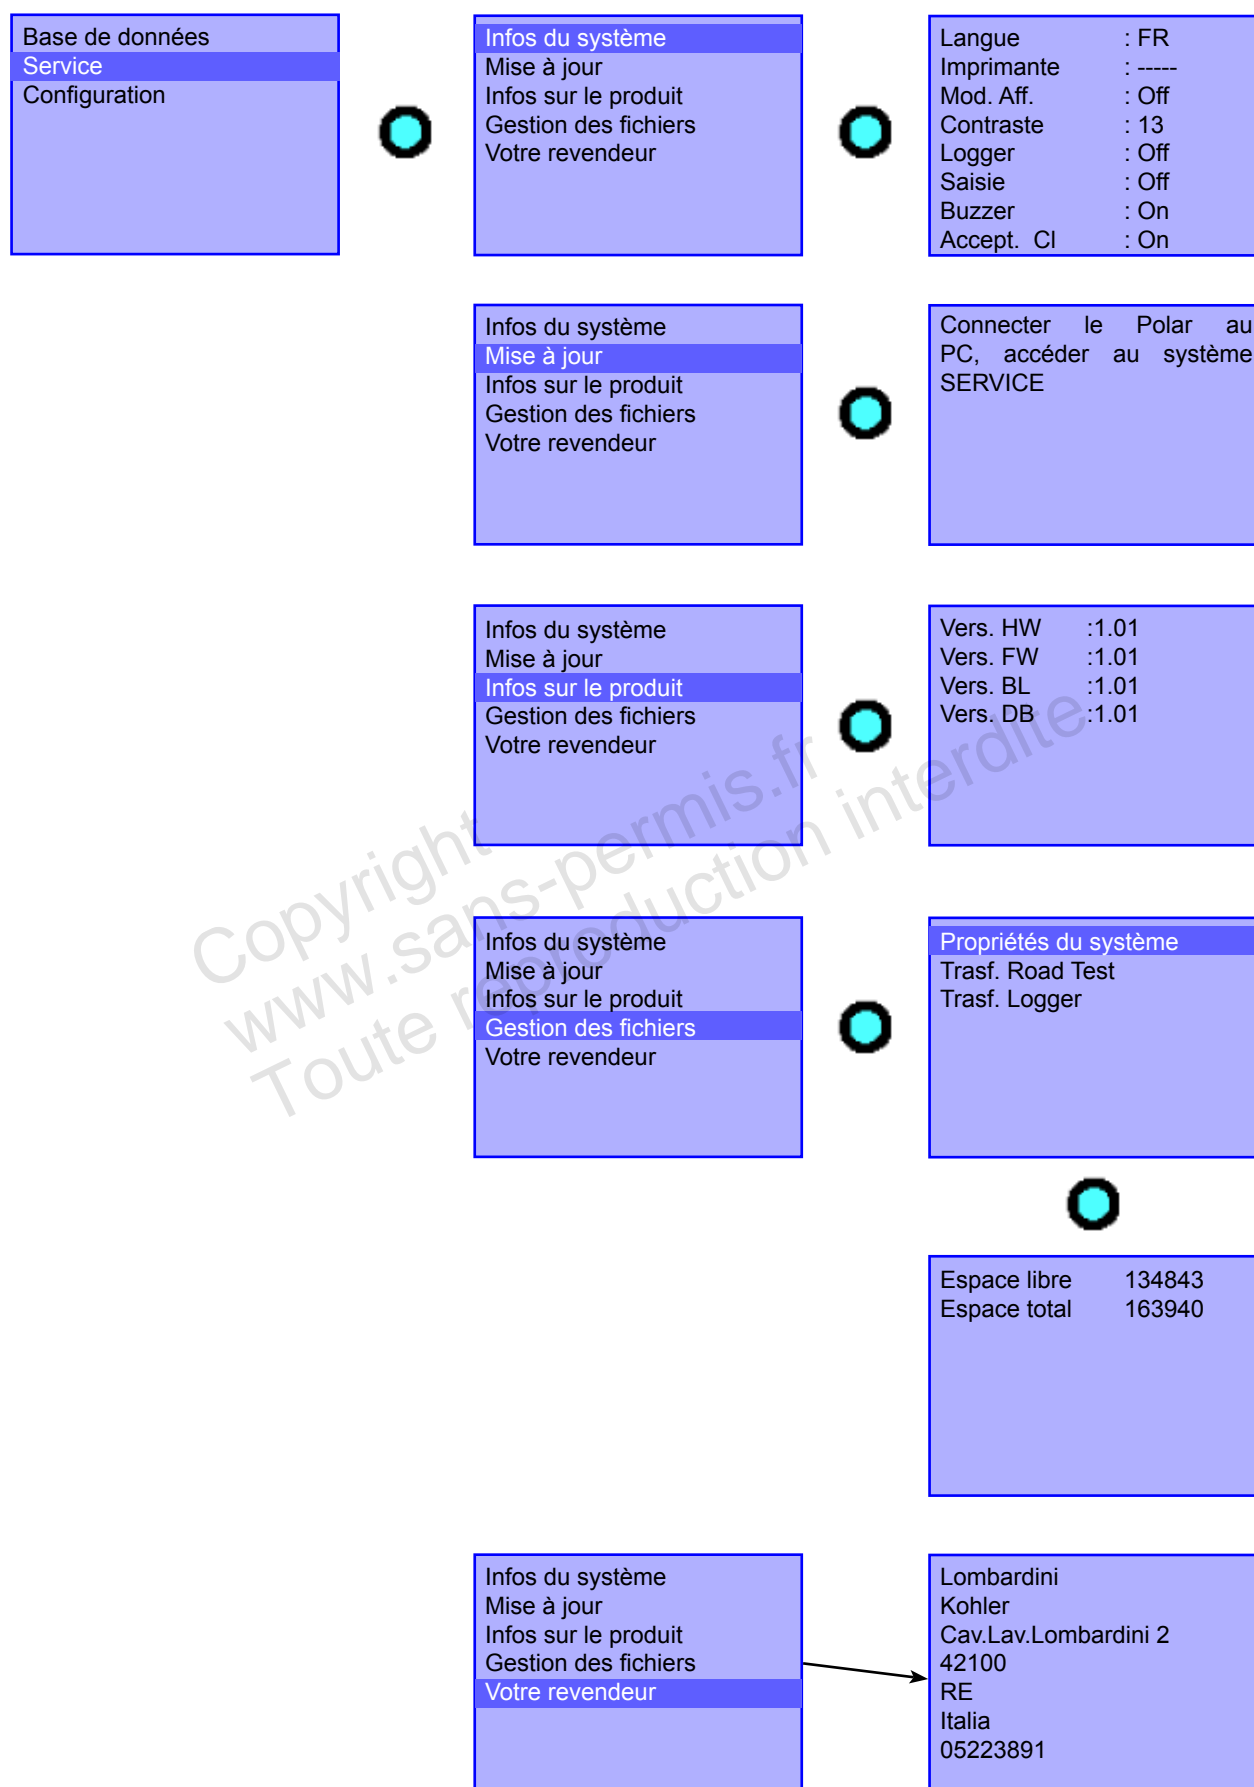 Base de données
Service
Configuration
Infos du système
Mise à jour
Infos sur le produit
Gestion des fichiers
Votre revendeur
Langue : FR
Imprimante : -----
Mod. Aff. : Off
Contraste : 13
Logger : Off
Saisie : Off
Buzzer : On
Accept. Cl : On
Infos du système
Mise à jour
Infos sur le produit
Gestion des fichiers
Votre revendeur
Connecter le Polar au
PC, accéder au système
SERVICE
Infos du système
Mise à jour
Infos sur le produit
Gestion des fichiers
Votre revendeur
Vers. HW :1.01
Vers. FW :1.01
Vers. BL :1.01
Vers. DB :1.01
Copyright
www.sans-permis.fr
Toute reproduction interdite
Infos du système
Mise à jour
Infos sur le produit
Gestion des fichiers
Votre revendeur
Propriétés du système
Trasf. Road Test
Trasf. Logger
Espace libre 134843
Espace total 163940
Infos du système
Mise à jour
Infos sur le produit
Gestion des fichiers
Votre revendeur
Lombardini
Kohler
Cav.Lav.Lombardini 2
42100
RE
Italia
05223891